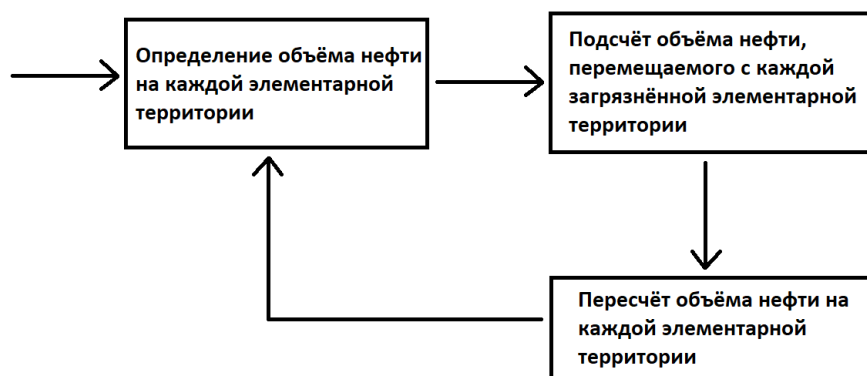 Определение объёма нефти
на каждой элементарной
территории
Подсчёт объёма нефти,
перемещаемого с каждой
загрязнённой элементарной
территории
Пересчёт объёма нефти на
каждой элементарной
территории